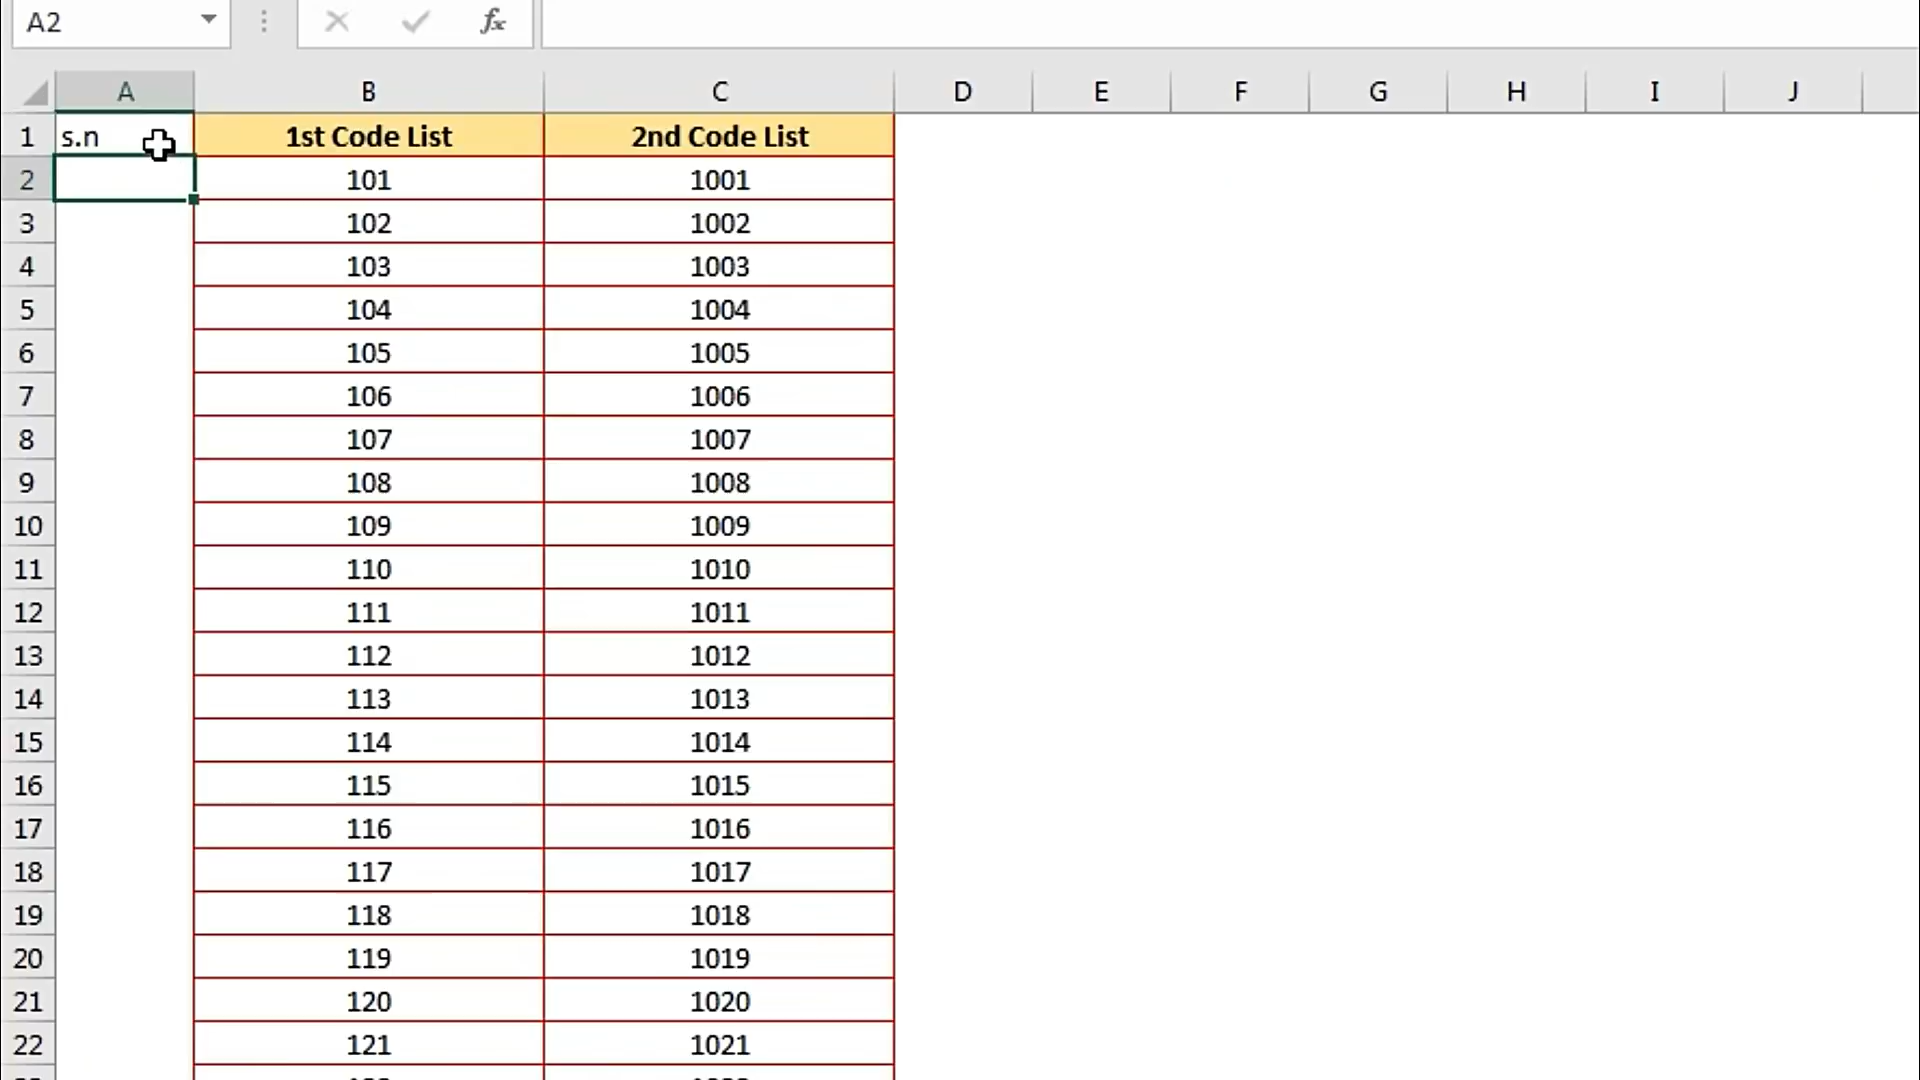 A2 fx
A B C D E F G H I J
1 s.n 1st Code List 2nd Code List
2 101 1001
3 102 1002
4 103 1003
5 104 1004
6 105 1005
7 106 1006
8 107 1007
9 108 1008
10 109 1009
11 110 1010
12 111 1011
13 112 1012
14 113 1013
15 114 1014
16 115 1015
17 116 1016
18 117 1017
19 118 1018
20 119 1019
21 120 1020
22 121 1021